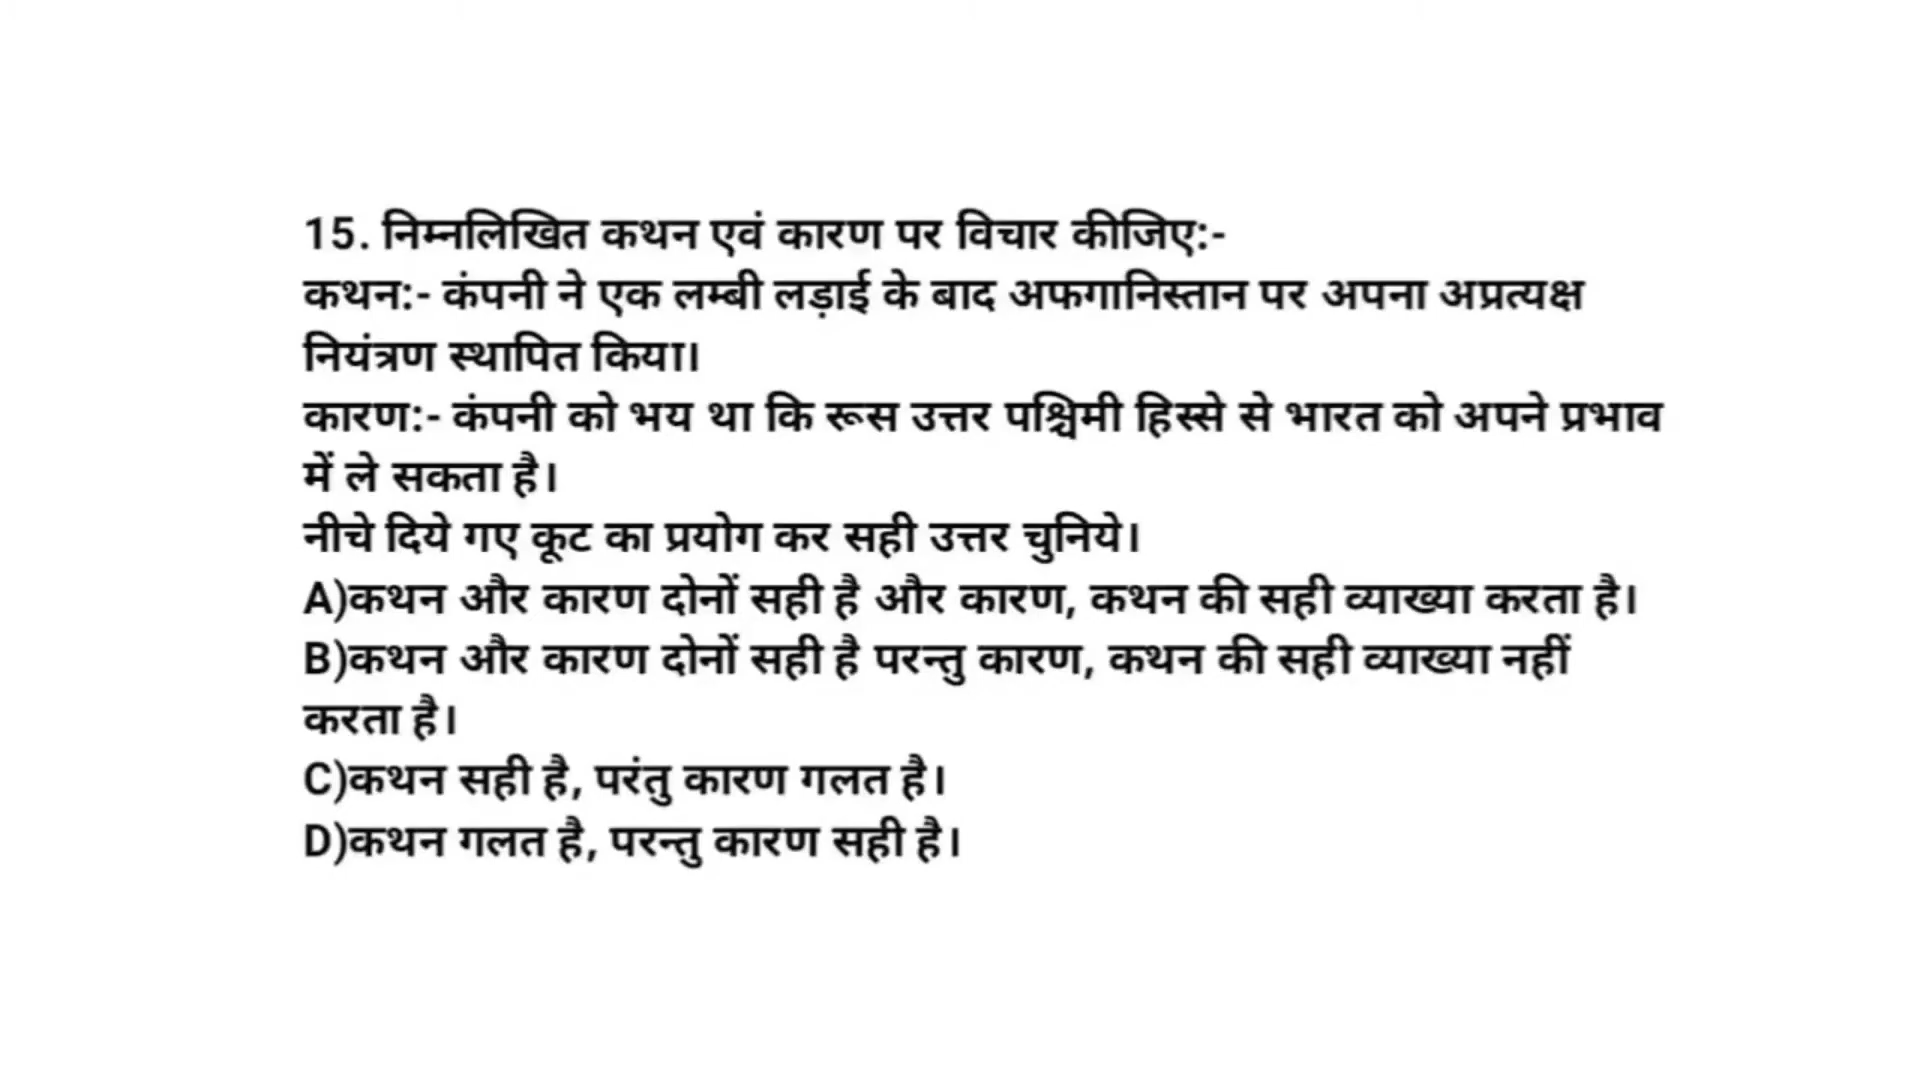 15. निम्नलिखित कथन एवं कारण पर विचार कीजिए:-
कथन:- कंपनी ने एक लम्बी लड़ाई के बाद अफगानिस्तान पर अपना अप्रत्यक्ष
नियंत्रण स्थापित किया।
कारण:- कंपनी को भय था कि रूस उत्तर पश्चिमी हिस्से से भारत को अपने प्रभाव
में ले सकता है।
नीचे दिये गए कूट का प्रयोग कर सही उत्तर चुनिये।
A)कथन और कारण दोनों सही है और कारण, कथन की सही व्याख्या करता है।
B)कथन और कारण दोनों सही है परन्तु कारण, कथन की सही व्याख्या नहीं
करता है।
C)कथन सही है, परंतु कारण गलत है।
D)कथन गलत है, परन्तु कारण सही है।